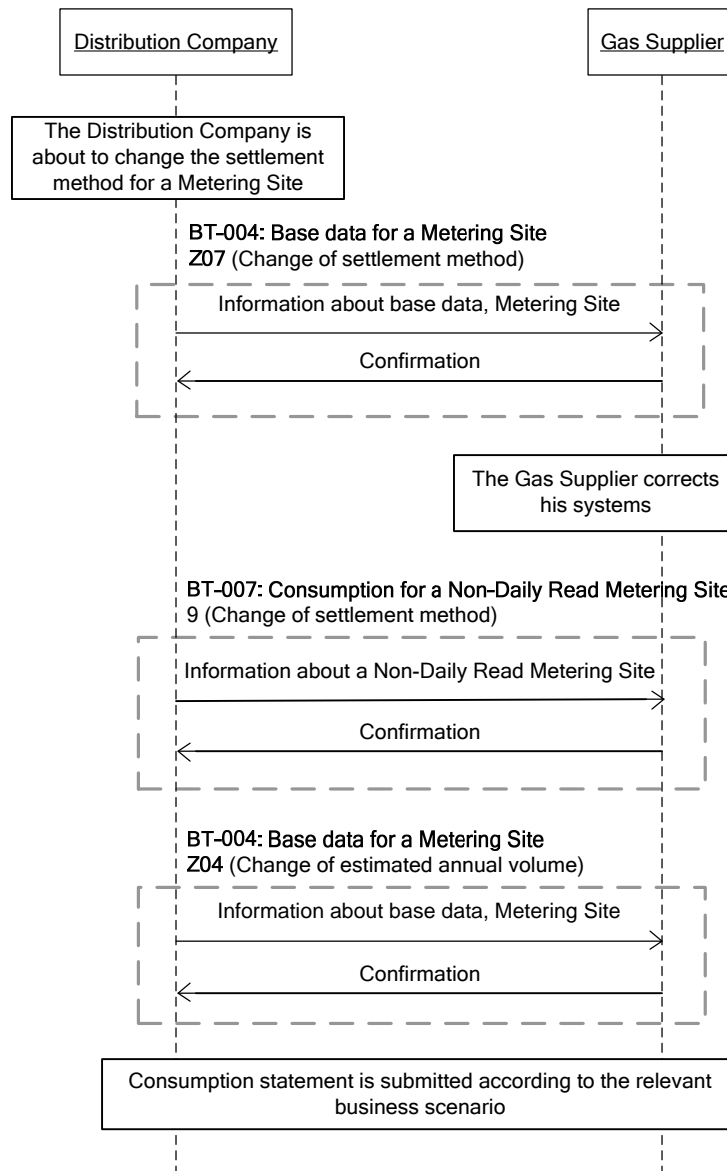 Distribution Company
Gas Supplier
The Distribution Company is
about to change the settlement
method for a Metering Site
BT-004: Base data for a Metering Site
Z07 (Change of settlement method)
Information about base data, Metering Site
Confirmation
The Gas Supplier corrects
his systems
BT-007: Consumption for a Non-Daily Read Metering Site
9 (Change of settlement method)
Information about a Non-Daily Read Metering Site
Confirmation
BT-004: Base data for a Metering Site
Z04 (Change of estimated annual volume)
Information about base data, Metering Site
Confirmation
Consumption statement is submitted according to the relevant
business scenario